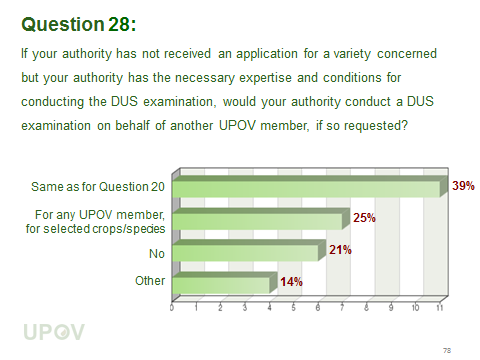 Question 28:
If your authority has not received an application for a variety concerned
but your authority has the necessary expertise and conditions for
conducting the DUS examination, would your authority conduct a DUS
examination on behalf of another UPOV member, if so requested?
Same as for Question 20
39%
For any UPOV member,
for selected crops/species
25%
No
21%
Other
14%
0 1 2 3 4 5 6 7 8 9 10 11
UPOV
78